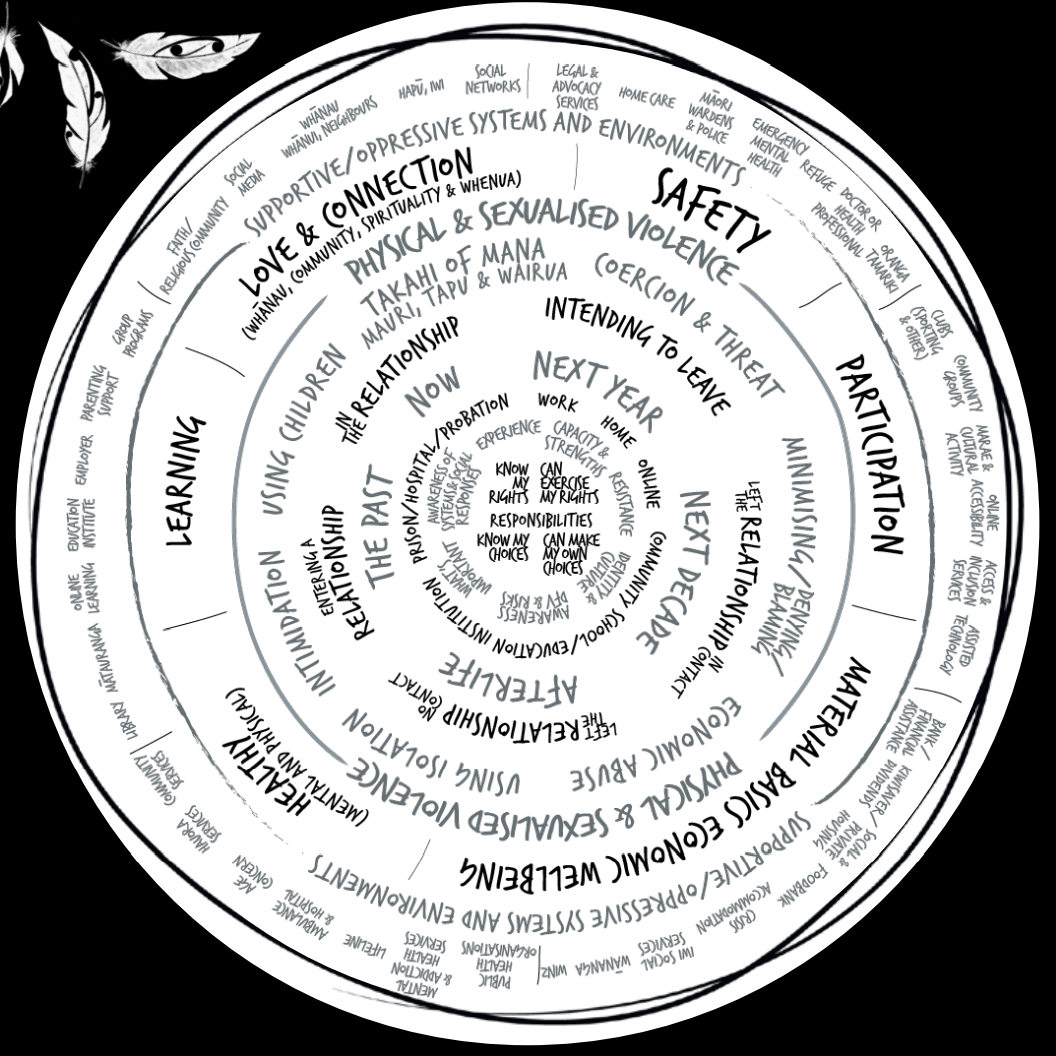 SOCIAL
NETWORKS
LEGAL &
ADVOCACY
SERVICES
HOME CARE
MĀORI
WARDENS
& POLICE
EMERGENCY
MENTAL
HEALTH
REFUGE
DOCTOR OR
HEALTH
PROFESSIONAL
ORANGA
TAMARIKI
CLUBS
(SPORTING
& OTHER)
COMMUNITY
GROUPS
MARAE &
CULTURAL
ACTIVITY
ONLINE
ACCESSIBILITY
ACCESS &
INCLUSION
SERVICES
ASSISTED
TECHNOLOGY
BANK/
FINANCIAL
ASSISTANCE
KIWISAVER/
DIVIDENDS
SOCIAL &
PRIVATE
HOUSING
FOODBANK
CRISIS
ACCOMMODATION
IWI SOCIAL
SERVICES
WĀNANGA
WINZ
PUBLIC
HEALTH
ORGANISATIONS
MENTAL
& ADDICTION
HEALTH
SERVICES
LIFELINE
AMBULANCE
& HOSPITAL
AGE
CONCERN
HAUORA
SERVICES
COMMUNITY
SERVICES
LIBRARY
MĀTAURANGA
ONLINE
LEARNING
EDUCATION
INSTITUTE
EMPLOYER
PARENTING
SUPPORT
GROUP
PROGRAMS
FAITH/
RELIGIOUS COMMUNITY
SOCIAL
MEDIA
WHĀNAU
WHĀNUI, NEIGHBOURS
HAPŪ, IWI
SUPPORTIVE/OPPRESSIVE SYSTEMS AND ENVIRONMENTS
SUPPORTIVE/OPPRESSIVE SYSTEMS AND ENVIRONMENTS
LOVE & CONNECTION
(WHĀNAU, COMMUNITY, SPIRITUALITY & WHENUA)
SAFETY
PARTICIPATION
MATERIAL BASICS ECONOMIC WELLBEING
HEALTHY
(MENTAL AND PHYSICAL)
LEARNING
PHYSICAL & SEXUALISED VIOLENCE
PHYSICAL & SEXUALISED VIOLENCE
TAKAHI OF MANA
MAURI, TAPU & WAIRUA
COERCION & THREAT
MINIMISING/DENYING/
BLAMING
ECONOMIC ABUSE
USING ISOLATION
INTIMIDATION
USING CHILDREN
IN
THE RELATIONSHIP
INTENDING TO LEAVE
LEFT
THE RELATIONSHIP IN CONTACT
LEFT
THE RELATIONSHIP NO CONTACT
ENTERING A
RELATIONSHIP
NOW
NEXT YEAR
NEXT DECADE
AFTERLIFE
THE PAST
PRISON/HOSPITAL/PROBATION
WORK
HOME
ONLINE
COMMUNITY
SCHOOL/EDUCATION INSTITUTION
EXPERIENCE
CAPACITY &
STRENGTHS
RESISTANCE
IDENTITY &
CULTURE
AWARENESS
DFV & RISKS
WHAT'S
IMPORTANT
AWARENESS OF
SYSTEMS & SOCIAL
RESPONSES
KNOW
MY
RIGHTS
CAN
EXERCISE
MY RIGHTS
RESPONSIBILITIES
KNOW MY
CHOICES
CAN MAKE
MY OWN
CHOICES